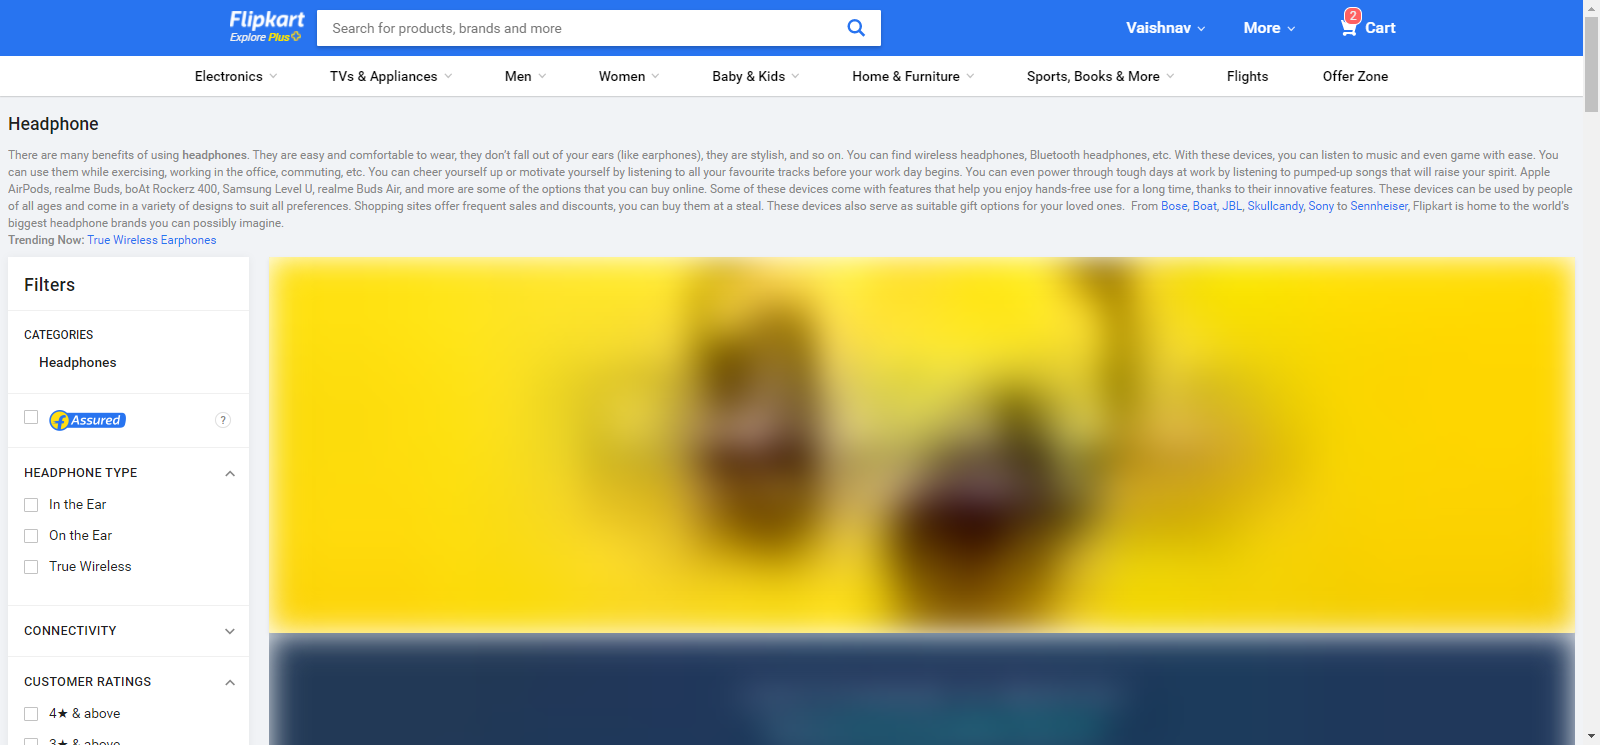 Flipkart
Explore Plus
Search for products, brands and more
Vaishnav
More
2
Cart
Electronics
TVs & Appliances
Men
Women
Baby & Kids
Home & Furniture
Sports, Books & More
Flights
Offer Zone
Headphone
There are many benefits of using headphones. They are easy and comfortable to wear, they don't fall out of your ears (like earphones), they are stylish, and so on. You can find wireless headphones, Bluetooth headphones, etc. With these devices, you can listen to music and even game with ease. You
can use them while exercising, working in the office, commuting, etc. You can cheer yourself up or motivate yourself by listening to all your favourite tracks before your work day begins. You can even power through tough days at work by listening to pumped-up songs that will raise your spirit. Apple
AirPods, realme Buds, boAt Rockerz 400, Samsung Level U, realme Buds Air, and more are some of the options that you can buy online. Some of these devices come with features that help you enjoy hands-free use for a long time, thanks to their innovative features. These devices can be used by people
of all ages and come in a variety of designs to suit all preferences. Shopping sites offer frequent sales and discounts, you can buy them at a steal. These devices also serve as suitable gift options for your loved ones. From Bose, Boat, JBL, Skullcandy, Sony to Sennheiser, Flipkart is home to the world's
biggest headphone brands you can possibly imagine.
Trending Now: True Wireless Earphones
Filters
CATEGORIES
Headphones
f Assured
?
HEADPHONE TYPE
In the Ear
On the Ear
True Wireless
CONNECTIVITY
CUSTOMER RATINGS
4★ & above
3★ & above